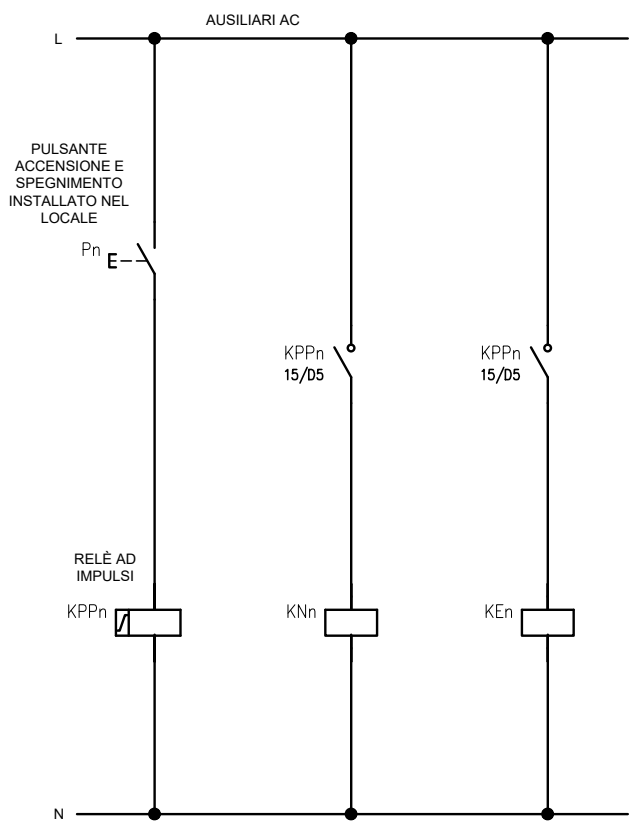 AUSILIARI AC
L
PULSANTE
ACCENSIONE E
SPEGNIMENTO
INSTALLATO NEL
LOCALE
Pn
KPPn
15/D5
KPPn
15/D5
RELÈ AD
IMPULSI
KPPn
KNn
KEn
N